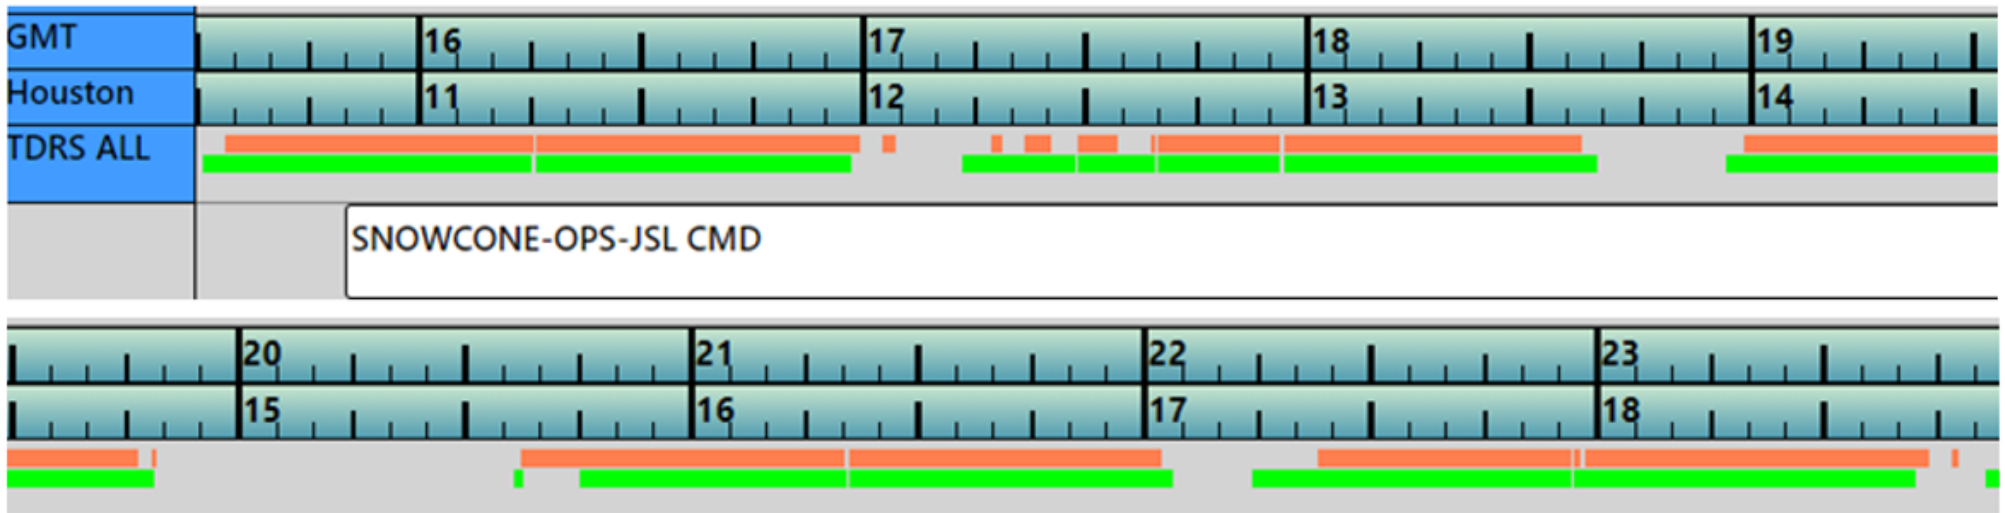 GMT 16 17 18 19
Houston 11 12 13 14
TDRS ALL
SNOWCONE-OPS-JSL CMD
20 21 22 23
15 16 17 18